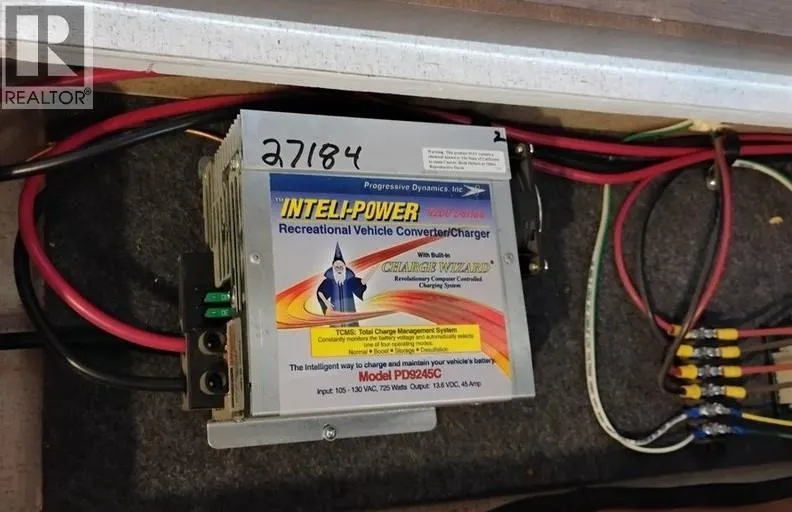 R
REALTOR®
27184
2
Progressive Dynamics, Inc
™
INTELI-POWER 9200 Series
Recreational Vehicle Converter/Charger
With Built-in
CHARGE WIZARD®
Revolutionary Computer Controlled
Charging System
TCMS: Total Charge Management System
Constantly monitors the battery voltage and automatically selects
one of four operating modes:
Normal • Boost • Storage • Desulfation
The Intelligent way to charge and maintain your vehicle's battery.
Model PD9245C
Input: 105 - 130 VAC, 725 Watts Output: 13.6 VDC, 45 Amp